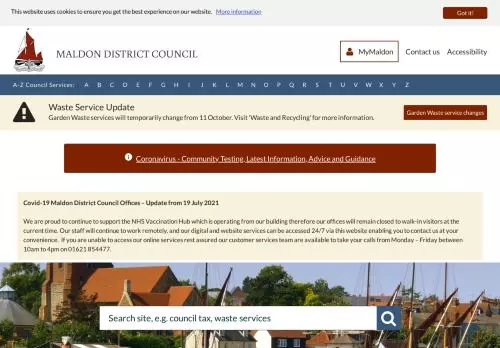 This website uses cookies to ensure you get the best experience on our website. More information
Got it!
MALDON DISTRICT COUNCIL
MyMaldon
Contact us
Accessibility
A-Z Council Services: A B C D E F G H I J K L M N O P Q R S T U V W X Y Z
Waste Service Update
Garden Waste services will temporarily change from 11 October. Visit 'Waste and Recycling' for more information.
Garden Waste service changes
Coronavirus - Community Testing, Latest Information, Advice and Guidance
Covid-19 Maldon District Council Offices – Update from 19 July 2021
We are proud to continue to support the NHS Vaccination Hub which is operating from our building therefore our offices will remain closed to walk-in visitors at the
current time. Our staff will continue to work remotely, and our digital and website services can be accessed 24/7 via this website enabling you to contact us at your
convenience. If you are unable to access our online services rest assured our customer services team are available to take your calls from Monday – Friday between
10am to 4pm on 01621 854477.
Search site, e.g. council tax, waste services